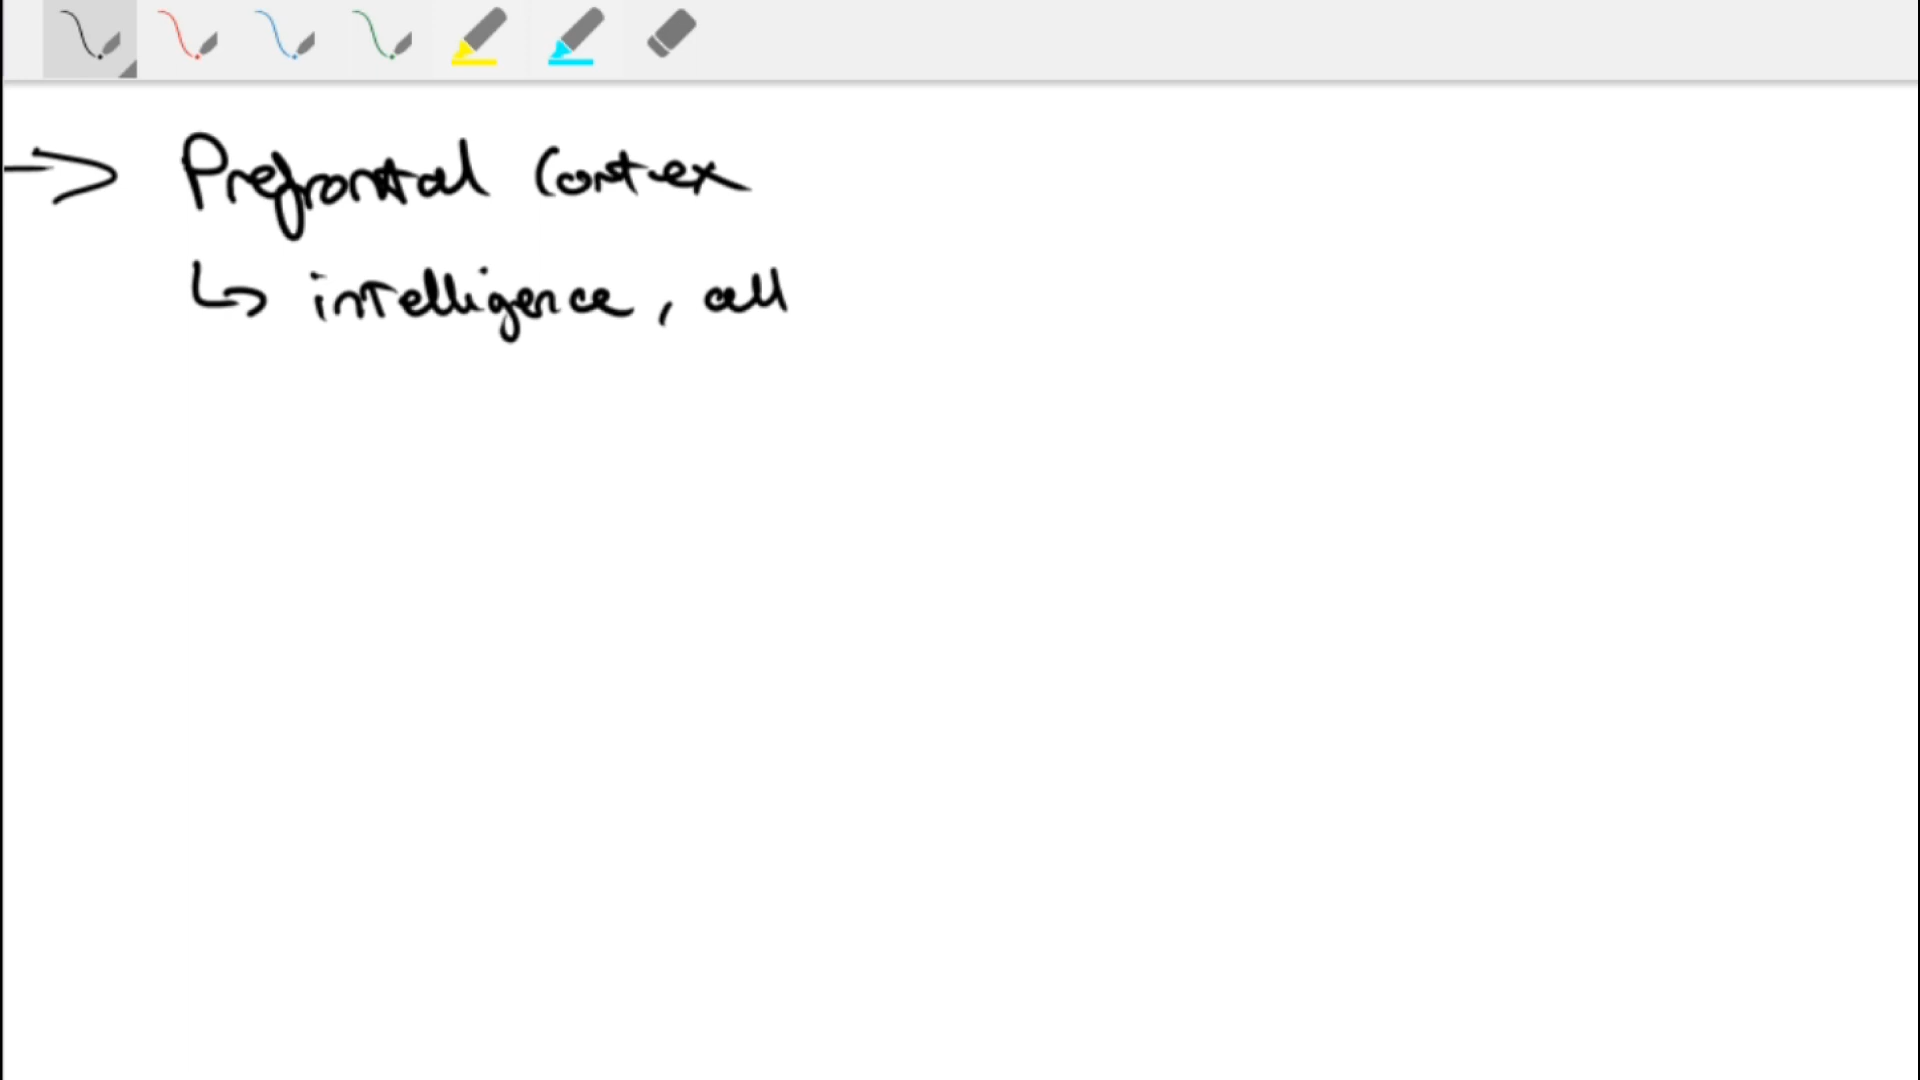 → Prefrontal Cortex
↳ intelligence, all